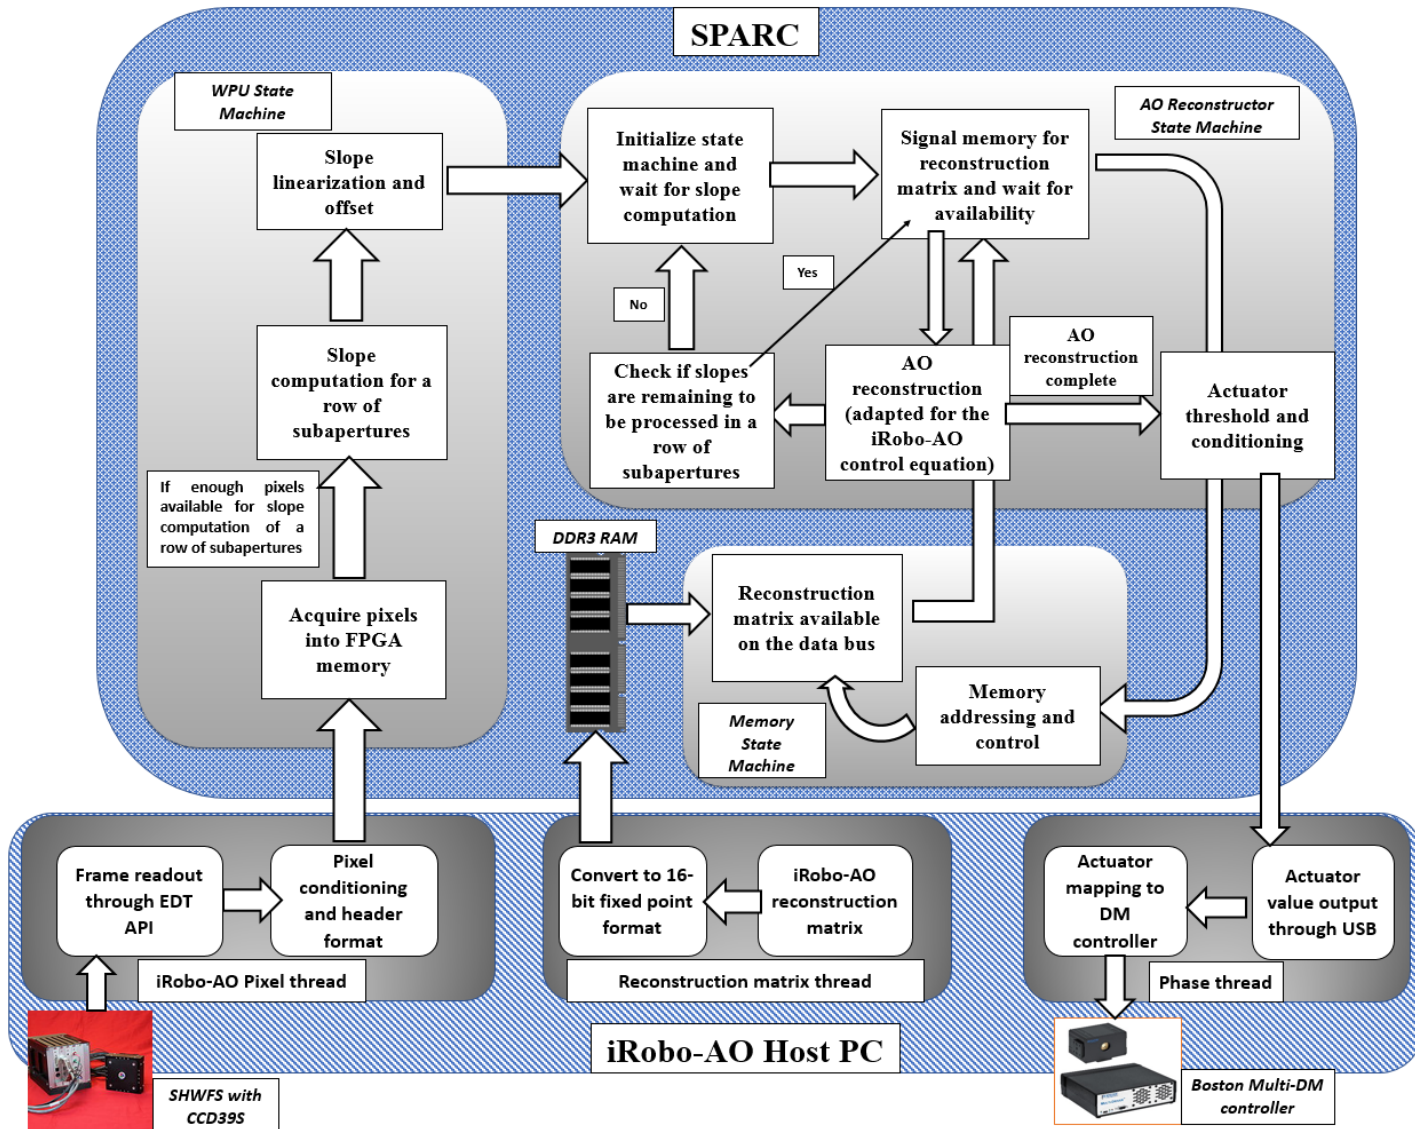 SPARC
WPU State
Machine
Slope
linearization and
offset
Slope
computation for a
row of
subapertures
If enough pixels
available for slope
computation of a
row of subapertures
Acquire pixels
into FPGA
memory
AO Reconstructor
State Machine
Initialize state
machine and
wait for slope
computation
Signal memory for
reconstruction
matrix and wait for
availability
No
Yes
Check if slopes
are remaining to
be processed in a
row of
subapertures
AO
reconstruction
(adapted for the
iRobo-AO
control equation)
AO
reconstruction
complete
Actuator
threshold and
conditioning
DDR3 RAM
Reconstruction
matrix available
on the data bus
Memory
addressing and
control
Memory
State
Machine
Frame readout
through EDT
API
Pixel
conditioning
and header
format
iRobo-AO Pixel thread
Convert to 16-
bit fixed point
format
iRobo-AO
reconstruction
matrix
Reconstruction matrix thread
Actuator
mapping to
DM
controller
Actuator
value output
through USB
Phase thread
iRobo-AO Host PC
SHWFS with
CCD39S
Boston Multi-DM
controller